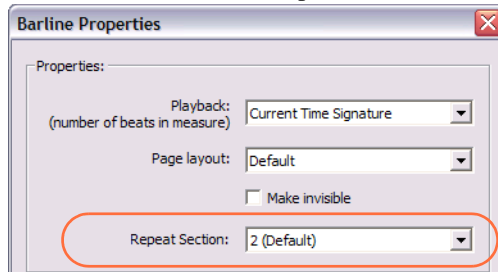 Barline Properties
Properties:
Playback:
(number of beats in measure)
Current Time Signature
Page layout:
Default
Make invisible
Repeat Section:
2 (Default)